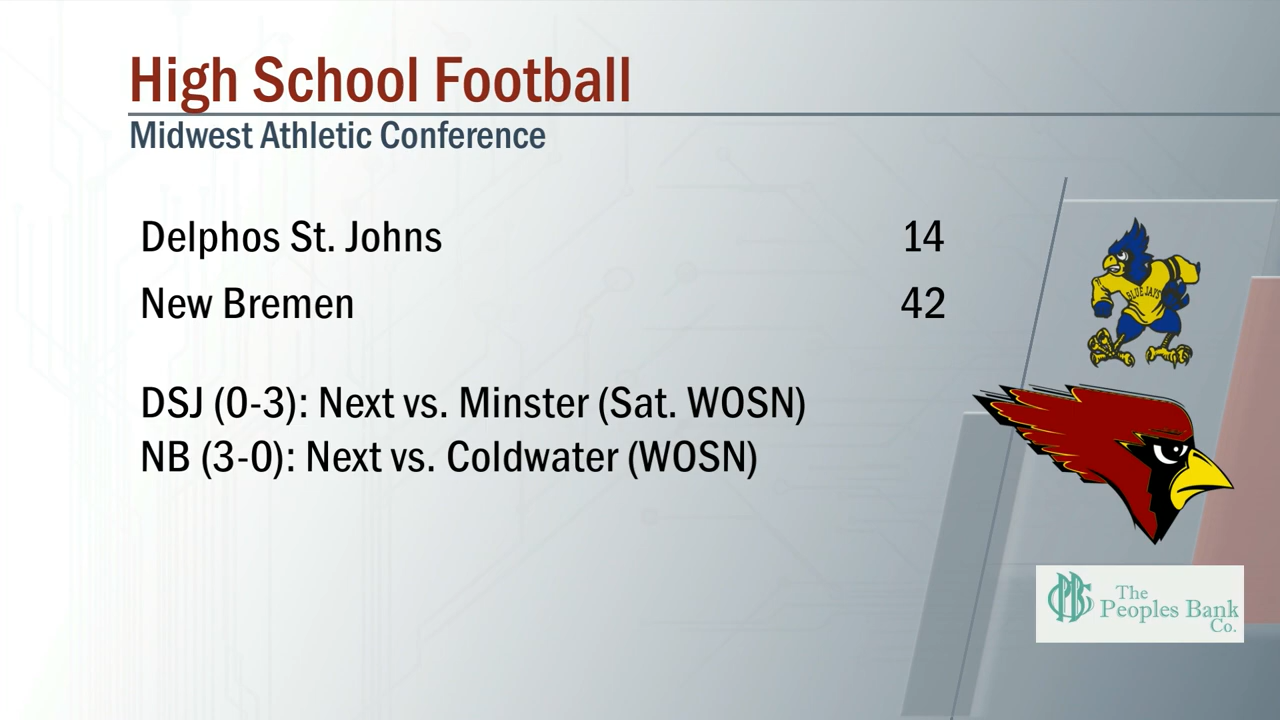 High School Football
Midwest Athletic Conference
Delphos St. Johns 14
New Bremen 42
DSJ (0-3): Next vs. Minster (Sat. WOSN)
NB (3-0): Next vs. Coldwater (WOSN)
BLUE JAYS
PBC
The
Peoples Bank
Co.